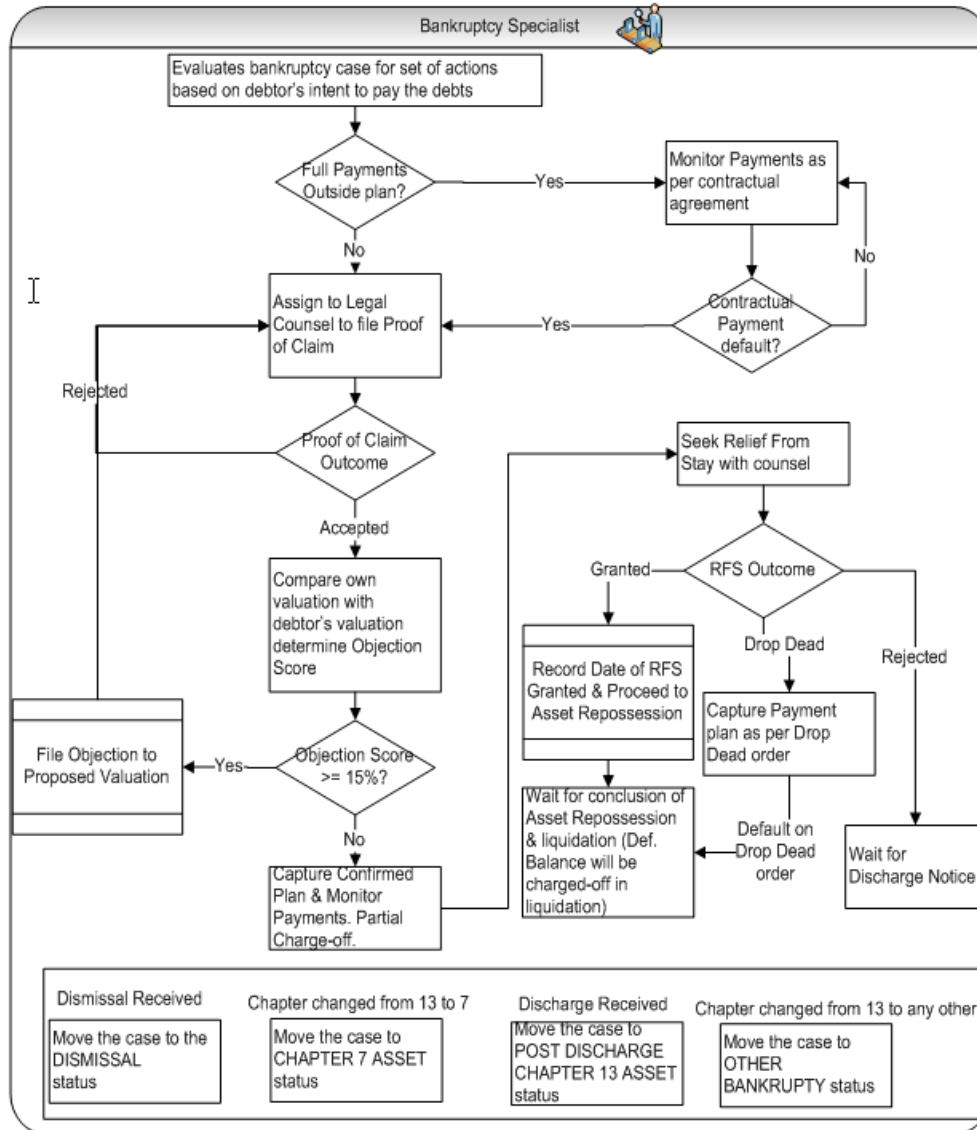 Bankruptcy Specialist
Evaluates bankruptcy case for set of actions
based on debtor's intent to pay the debts
Full Payments
Outside plan?
Yes
Monitor Payments as
per contractual
agreement
No
No
Assign to Legal
Counsel to file Proof
of Claim
Yes
Contractual
Payment
default?
Rejected
Proof of Claim
Outcome
Seek Relief From
Stay with counsel
Accepted
Compare own
valuation with
debtor's valuation
determine Objection
Score
Granted
RFS Outcome
Drop Dead
Rejected
Record Date of RFS
Granted & Proceed to
Asset Repossession
Capture Payment
plan as per Drop
Dead order
File Objection to
Proposed Valuation
Yes
Objection Score
>= 15%?
No
Wait for conclusion of
Asset Repossession
& liquidation (Def.
Balance will be
charged-off in
liquidation)
Default on
Drop Dead
order
Wait for
Discharge Notice
Capture Confirmed
Plan & Monitor
Payments. Partial
Charge-off.
Dismissal Received
Move the case to the
DISMISSAL
status
Chapter changed from 13 to 7
Move the case to
CHAPTER 7 ASSET
status
Discharge Received
Move the case to
POST DISCHARGE
CHAPTER 13 ASSET
status
Chapter changed from 13 to any other
Move the case to
OTHER
BANKRUPTY status